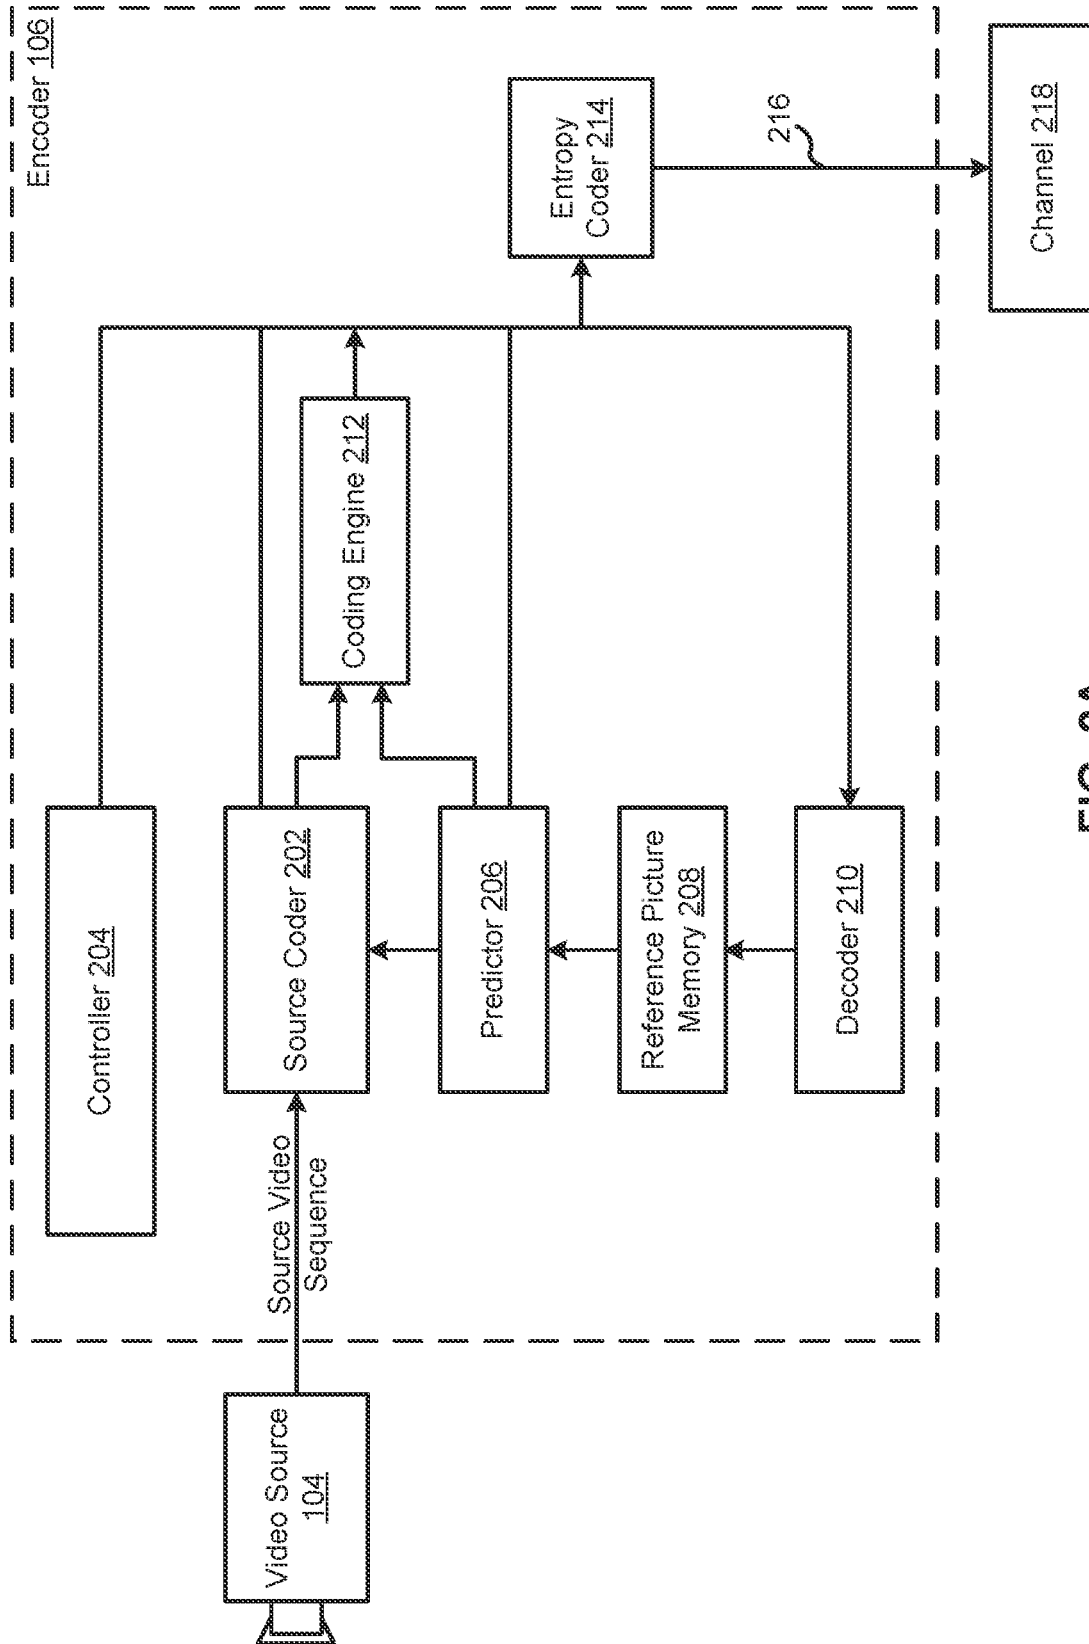 Encoder 106
Controller 204
Video Source
104
Source Video
Sequence
Source Coder 202
Coding Engine 212
Predictor 206
Entropy
Coder 214
Reference Picture
Memory 208
216
Decoder 210
Channel 218